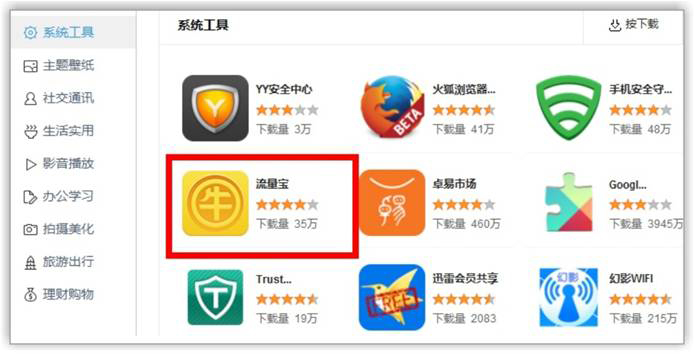 系统工具
主题壁纸
社交通讯
生活实用
影音播放
办公学习
拍摄美化
旅游出行
理财购物
系统工具
按下载
Y
YY安全中心
下载量 3万
BETA
火狐浏览器...
下载量 41万
手机安全守...
下载量 48万
牛
流量宝
下载量 35万
卓易市场
下载量 460万
Googl...
下载量 3945万
T
Trust...
下载量 19万
FREE
迅雷会员共享
下载量 2083
幻影
幻影WIFI
下载量 215万